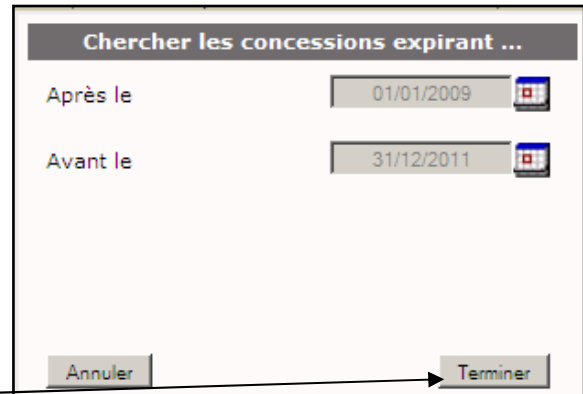 Chercher les concessions expirant ...
Après le 01/01/2009
Avant le 31/12/2011
Annuler Terminer